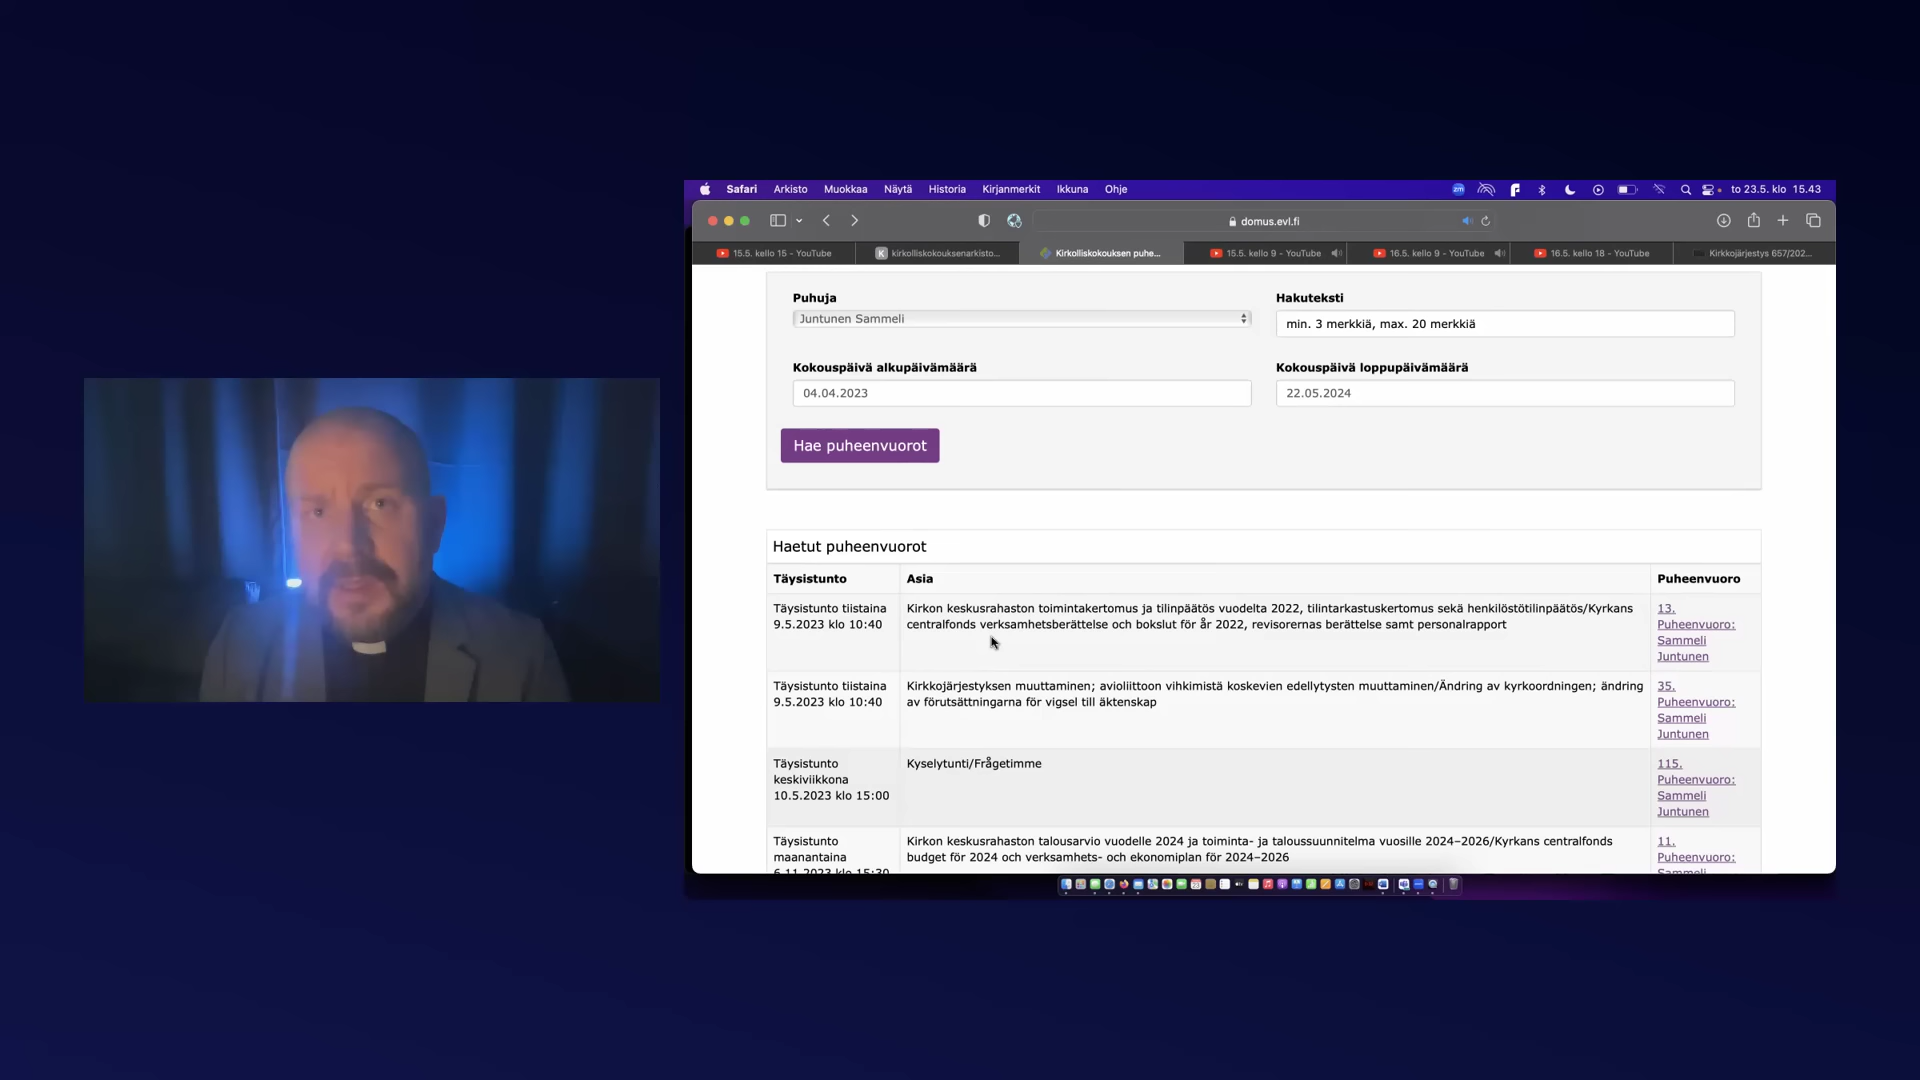 Safari Arkisto Muokkaa Näytä Historia Kirjanmerkit Ikkuna Ohje zm to 23.5. klo 15.43
domus.evl.fi
15.5. kello 15 - YouTube K kirkolliskokouksenarkisto... Kirkolliskokouksen puhe... 15.5. kello 9 - YouTube 16.5. kello 9 - YouTube 16.5. kello 18 - YouTube Kirkkojärjestys 657/202...
Puhuja
Juntunen Sammeli
Hakuteksti
min. 3 merkkiä, max. 20 merkkiä
Kokouspäivä alkupäivämäärä
04.04.2023
Kokouspäivä loppupäivämäärä
22.05.2024
Hae puheenvuorot
Haetut puheenvuorot
Täysistunto Asia Puheenvuoro
Täysistunto tiistaina
9.5.2023 klo 10:40
Kirkon keskusrahaston toimintakertomus ja tilinpäätös vuodelta 2022, tilintarkastuskertomus sekä henkilöstötilinpäätös/Kyrkans
centralfonds verksamhetsberättelse och bokslut för år 2022, revisorernas berättelse samt personalrapport
13.
Puheenvuoro:
Sammeli
Juntunen
Täysistunto tiistaina
9.5.2023 klo 10:40
Kirkkojärjestyksen muuttaminen; avioliittoon vihkimistä koskevien edellytysten muuttaminen/Ändring av kyrkoordningen; ändring
av förutsättningarna för vigsel till äktenskap
35.
Puheenvuoro:
Sammeli
Juntunen
Täysistunto
keskiviikkona
10.5.2023 klo 15:00
Kyselytunti/Frågetimme
115.
Puheenvuoro:
Sammeli
Juntunen
Täysistunto
maanantaina
6.11.2023 klo 15:30
Kirkon keskusrahaston talousarvio vuodelle 2024 ja toiminta- ja taloussuunnitelma vuosille 2024–2026/Kyrkans centralfonds
budget för 2024 och verksamhets- och ekonomiplan för 2024–2026
11.
Puheenvuoro:
Sammeli